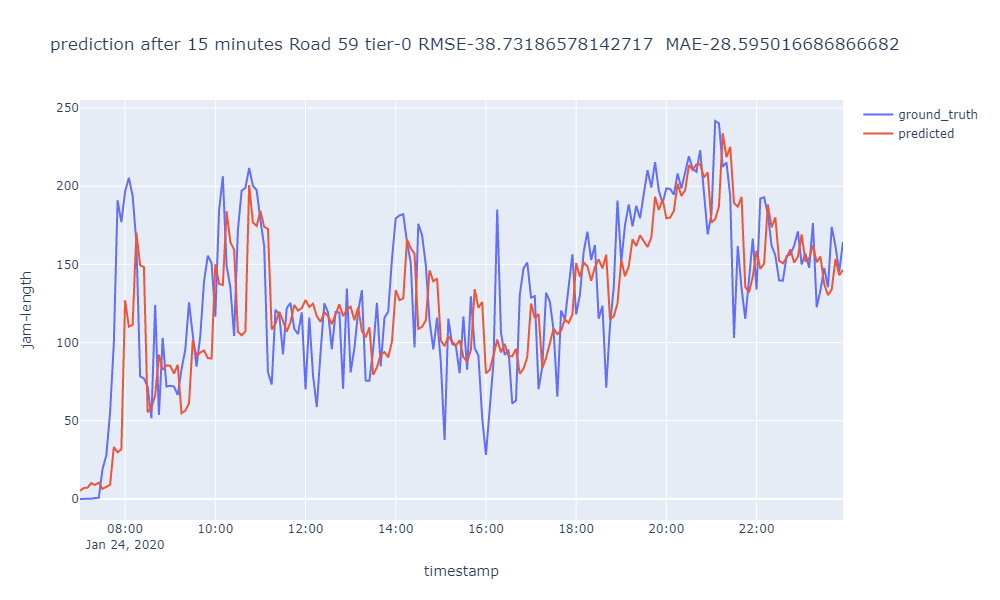 prediction after 15 minutes Road 59 tier-0 RMSE-38.73186578142717  MAE-28.595016686866682
ground_truth
predicted
250
200
150
100
50
0
jam-length
08:00 10:00 12:00 14:00 16:00 18:00 20:00 22:00
Jan 24, 2020
timestamp